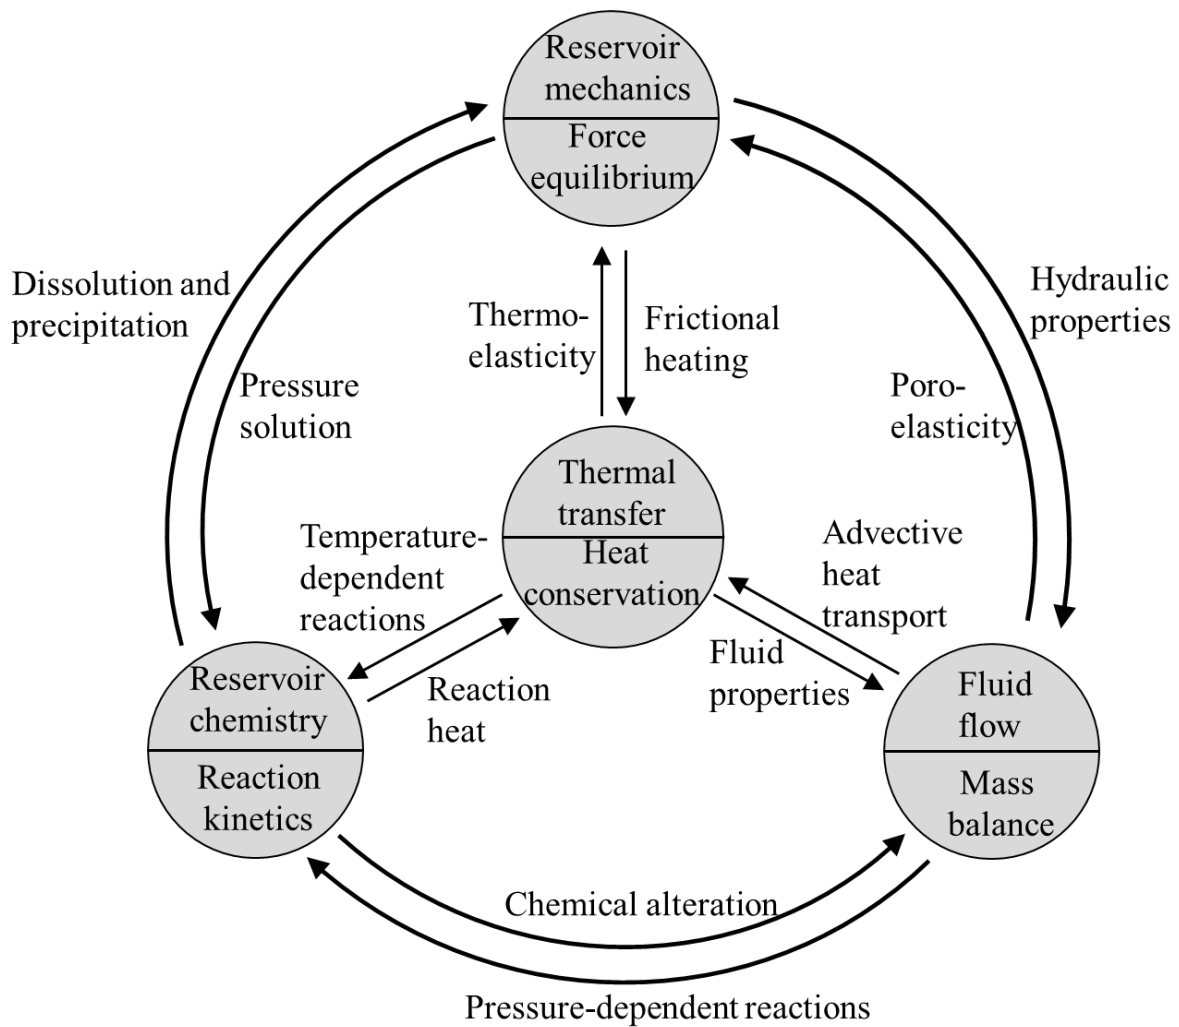 Reservoir
mechanics
Force
equilibrium
Dissolution and
precipitation
Hydraulic
properties
Thermo-
elasticity
Frictional
heating
Pressure
solution
Poro-
elasticity
Thermal
transfer
Heat
conservation
Temperature-
dependent
reactions
Advective
heat
transport
Fluid
properties
Reaction
heat
Reservoir
chemistry
Reaction
kinetics
Fluid
flow
Mass
balance
Chemical alteration
Pressure-dependent reactions